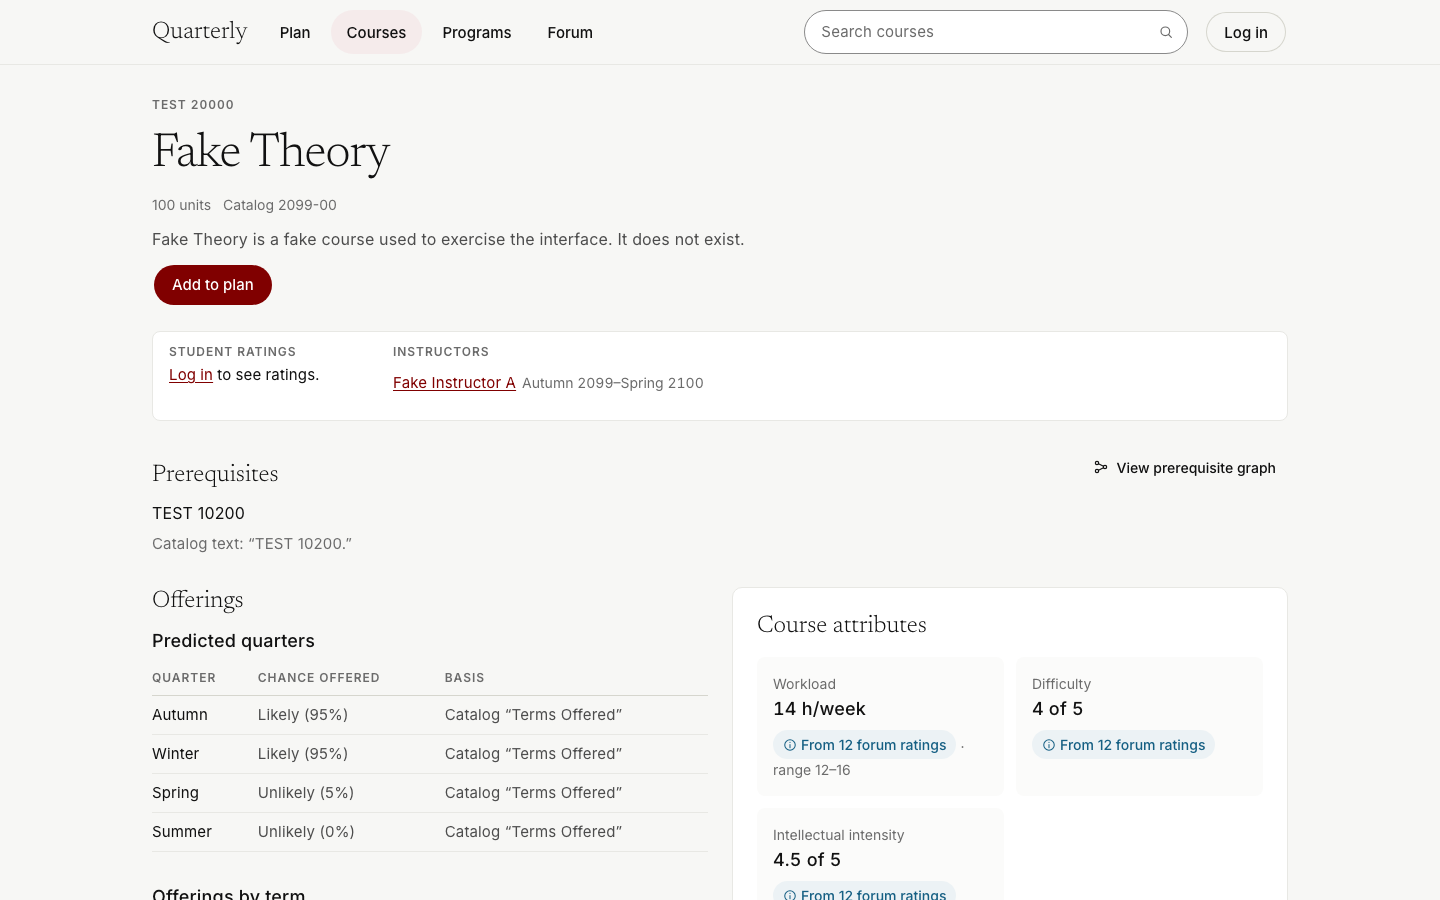 Quarterly
Plan
Courses
Programs
Forum
Search courses
Log in
TEST 20000
Fake Theory
100 units Catalog 2099-00
Fake Theory is a fake course used to exercise the interface. It does not exist.
Add to plan
STUDENT RATINGS
Log in to see ratings.
INSTRUCTORS
Fake Instructor A Autumn 2099–Spring 2100
Prerequisites
View prerequisite graph
TEST 10200
Catalog text: “TEST 10200.”
Offerings
Predicted quarters
QUARTER CHANCE OFFERED BASIS
Autumn Likely (95%) Catalog “Terms Offered”
Winter Likely (95%) Catalog “Terms Offered”
Spring Unlikely (5%) Catalog “Terms Offered”
Summer Unlikely (0%) Catalog “Terms Offered”
Offerings by term
Course attributes
Workload
14 h/week
From 12 forum ratings ·
range 12–16
Difficulty
4 of 5
From 12 forum ratings
Intellectual intensity
4.5 of 5
From 12 forum ratings